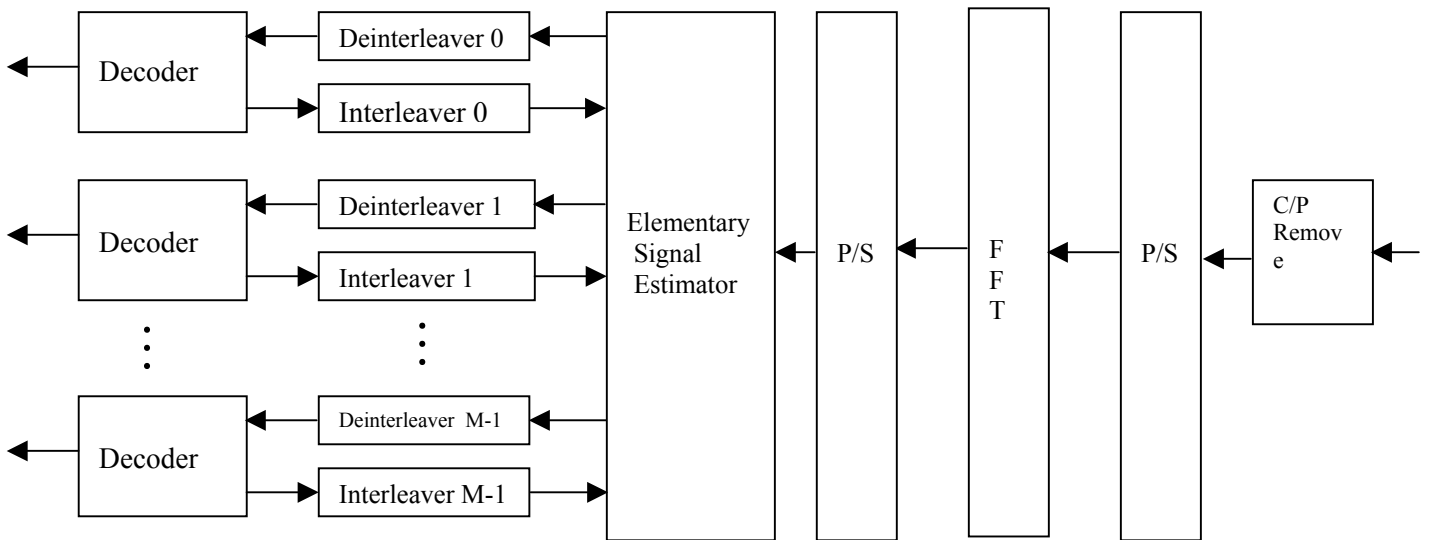 Decoder
Deinterleaver 0
Interleaver 0
Decoder
Deinterleaver 1
Interleaver 1
Decoder
Deinterleaver M-1
Interleaver M-1
Elementary
Signal
Estimator
P/S
F
F
T
P/S
C/P
Remov
e